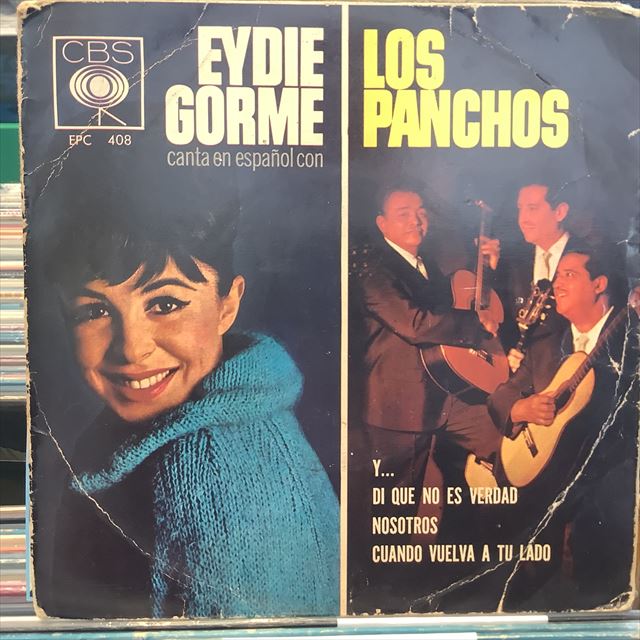 CBS
EPC 408
EYDIE
GORME
canta en español con
LOS
PANCHOS
Y...
DI QUE NO ES VERDAD
NOSOTROS
CUANDO VUELVA A TU LADO